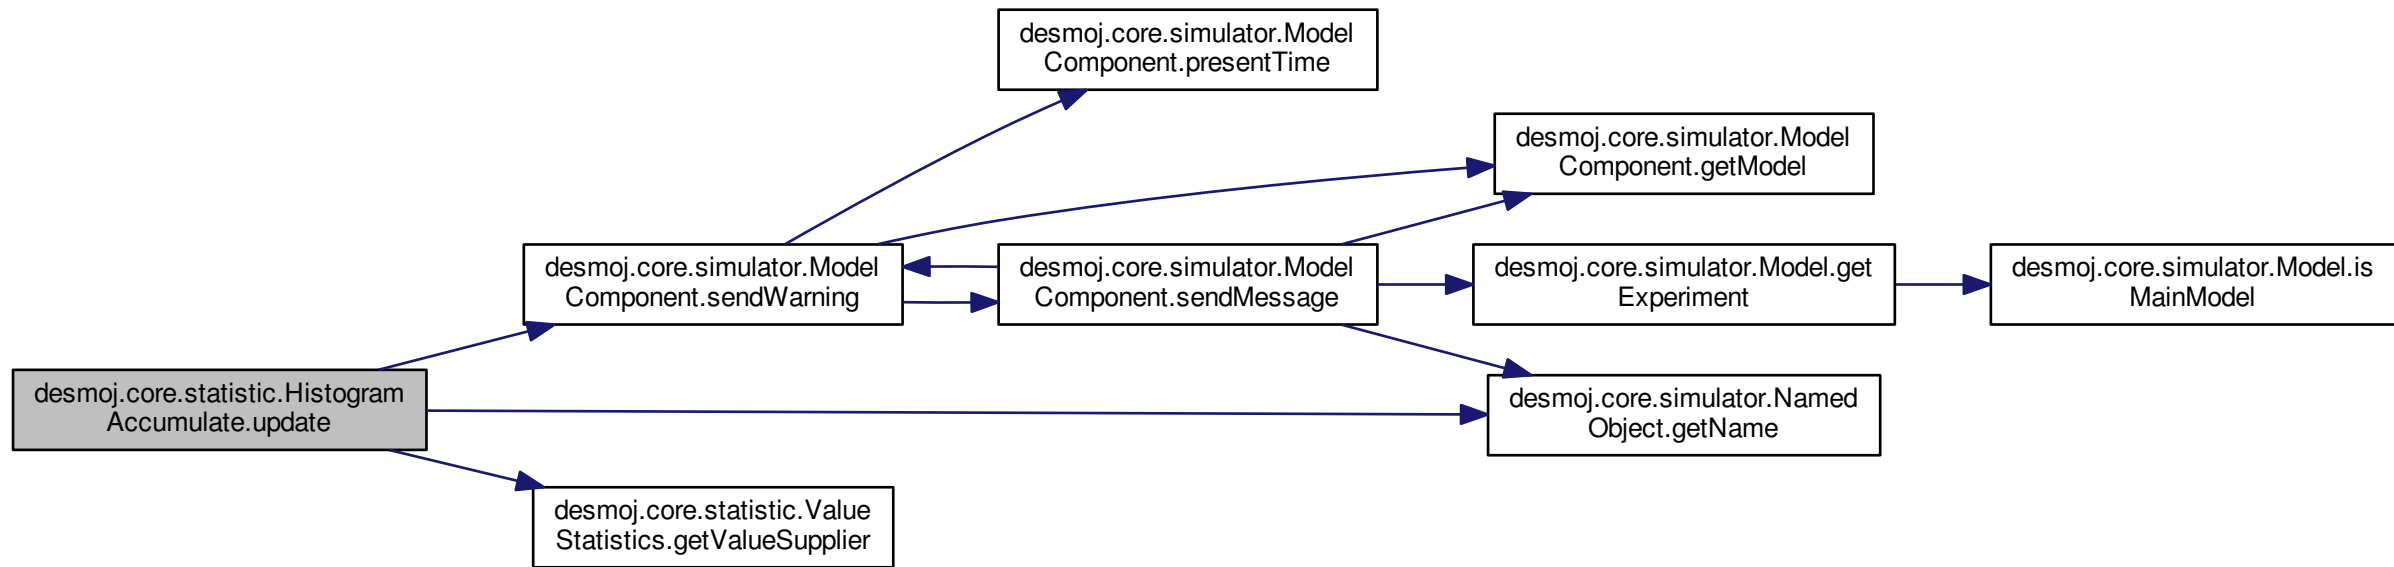 desmoj.core.simulator.Model
Component.presentTime
desmoj.core.simulator.Model
Component.getModel
desmoj.core.simulator.Model
Component.sendWarning
desmoj.core.simulator.Model
Component.sendMessage
desmoj.core.simulator.Model.get
Experiment
desmoj.core.simulator.Model.is
MainModel
desmoj.core.statistic.Histogram
Accumulate.update
desmoj.core.simulator.Named
Object.getName
desmoj.core.statistic.Value
Statistics.getValueSupplier